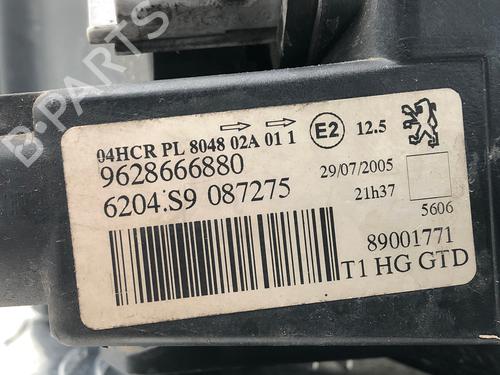 04HCR PL 8048 02A 01 1 E2 12.5
9628666880 29/07/2005
6204.S9 087275 21h37
5606
89001771
T1 HG GTD
B-PARTS